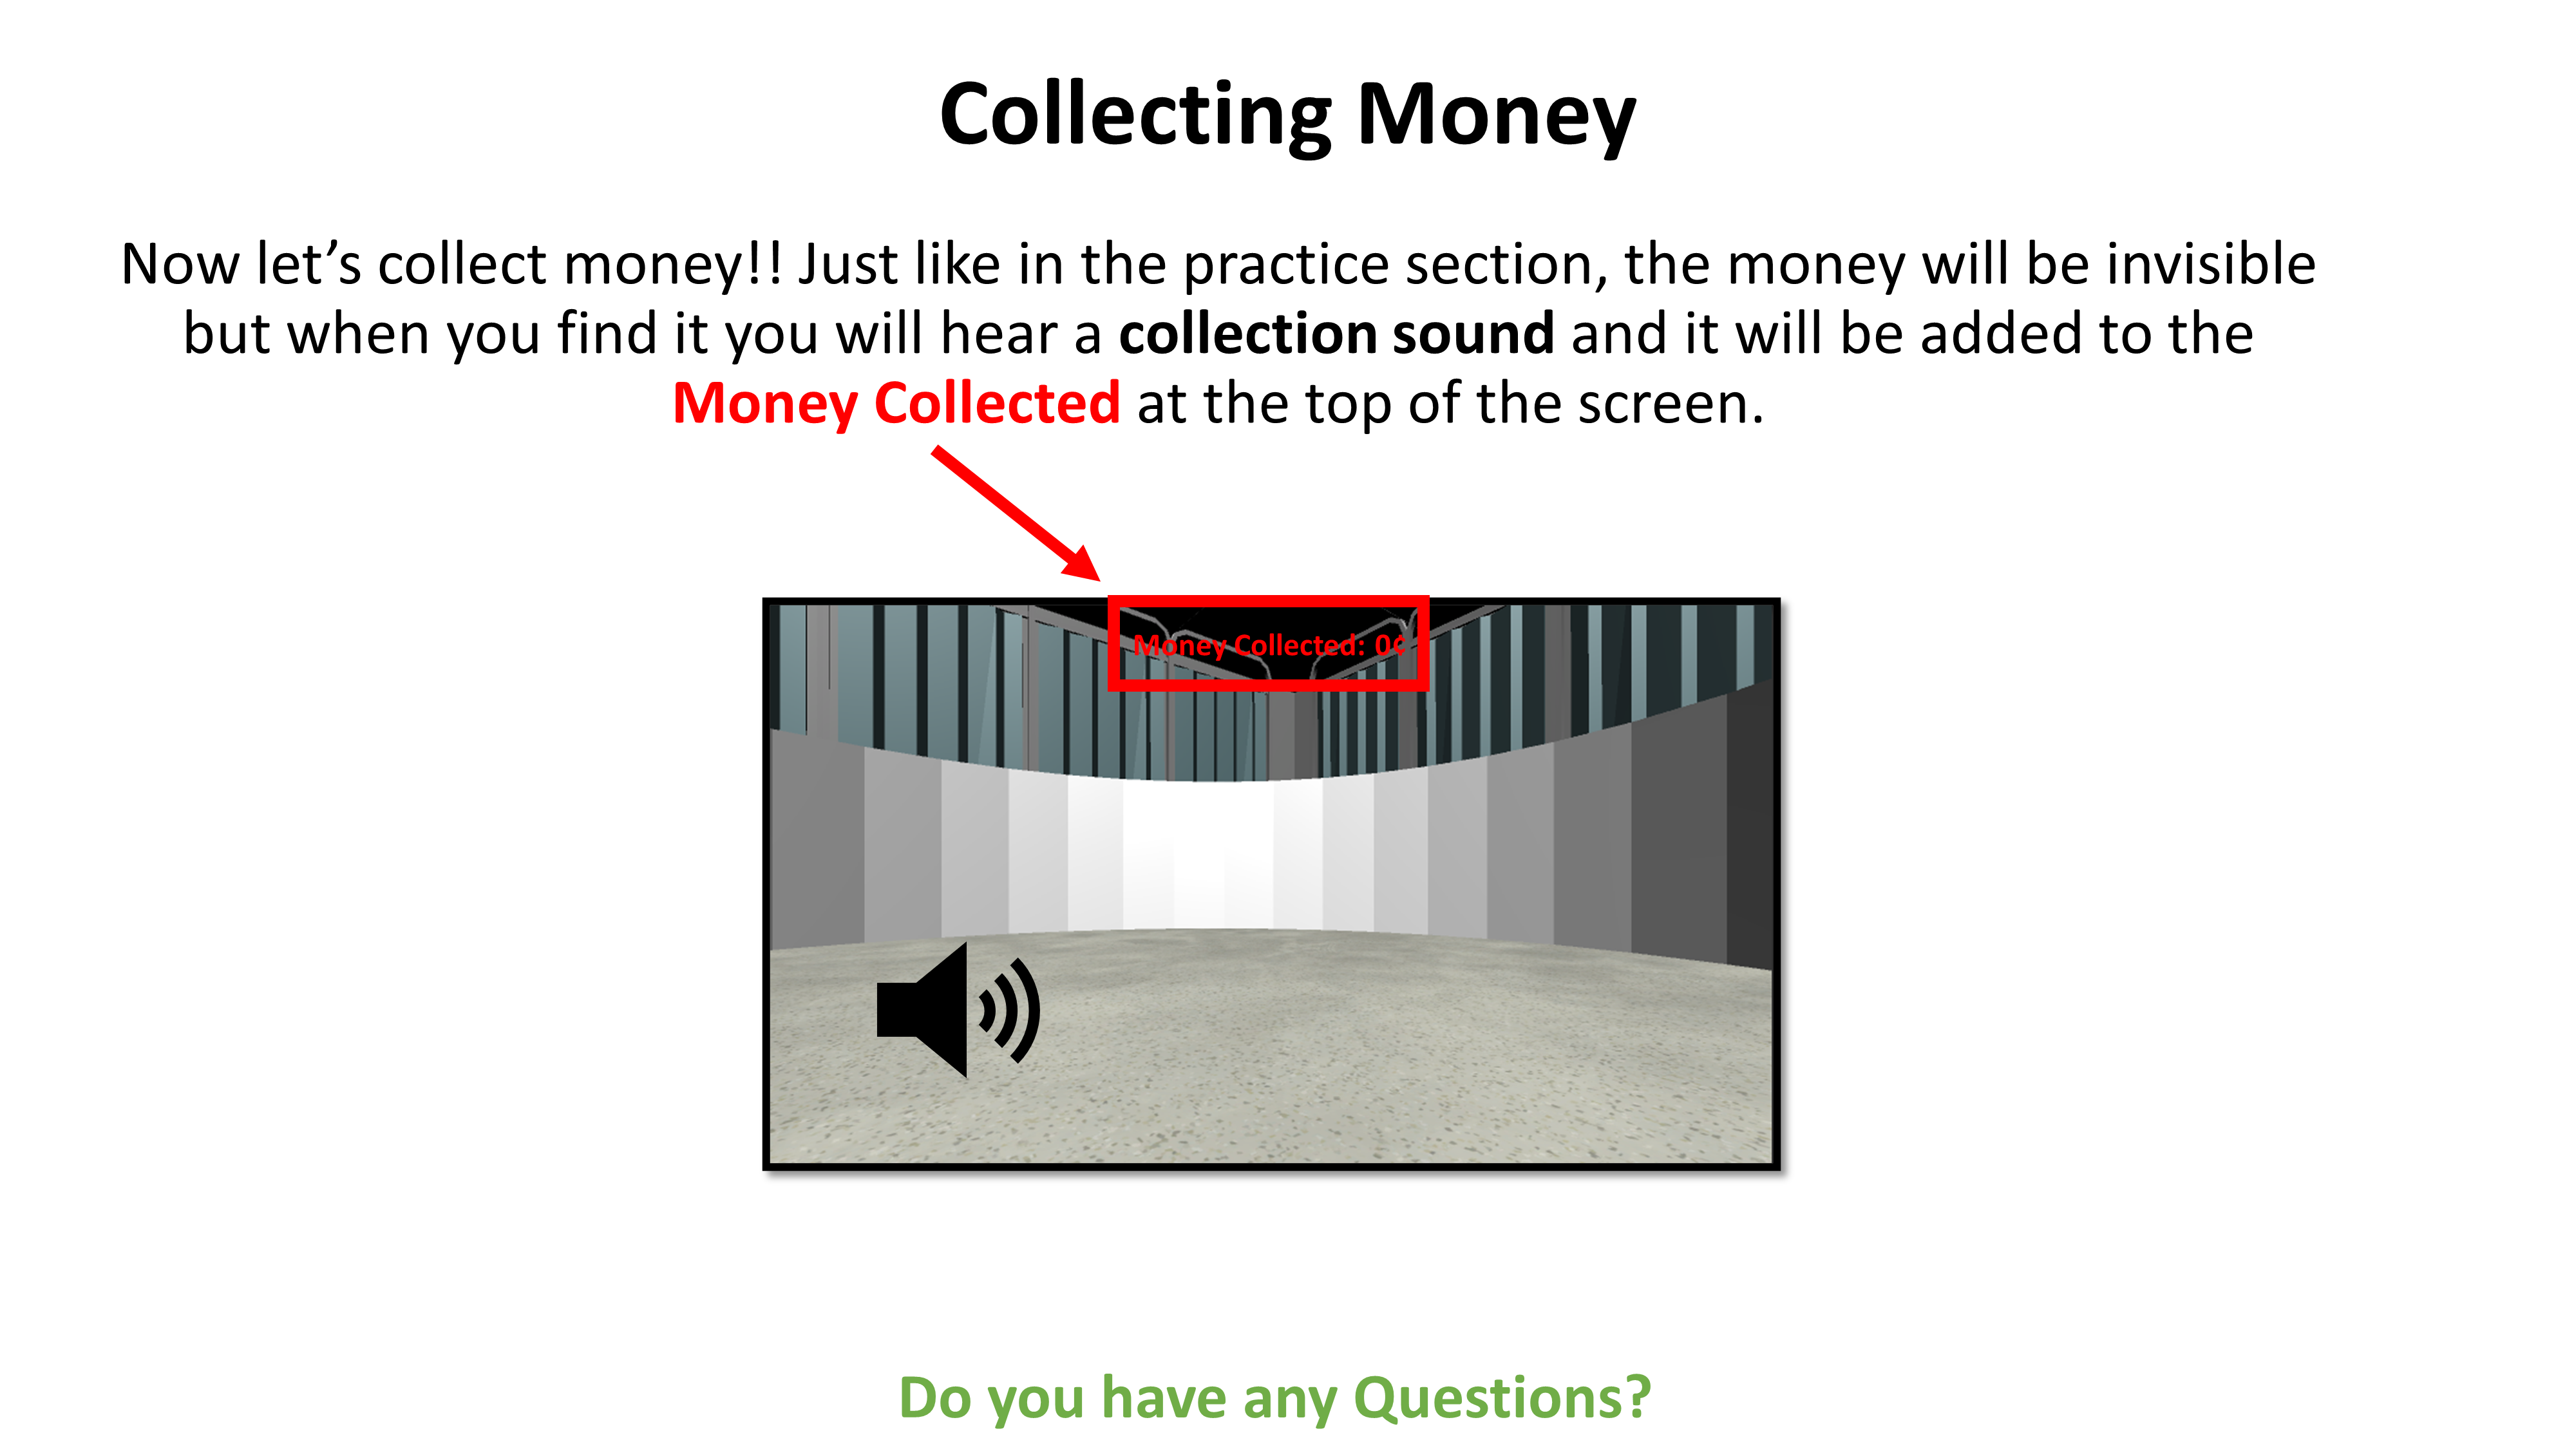 Collecting Money
Now let’s collect money!! Just like in the practice section, the money will be invisible
but when you find it you will hear a collection sound and it will be added to the
Money Collected at the top of the screen.
Money Collected: 0¢
Do you have any Questions?